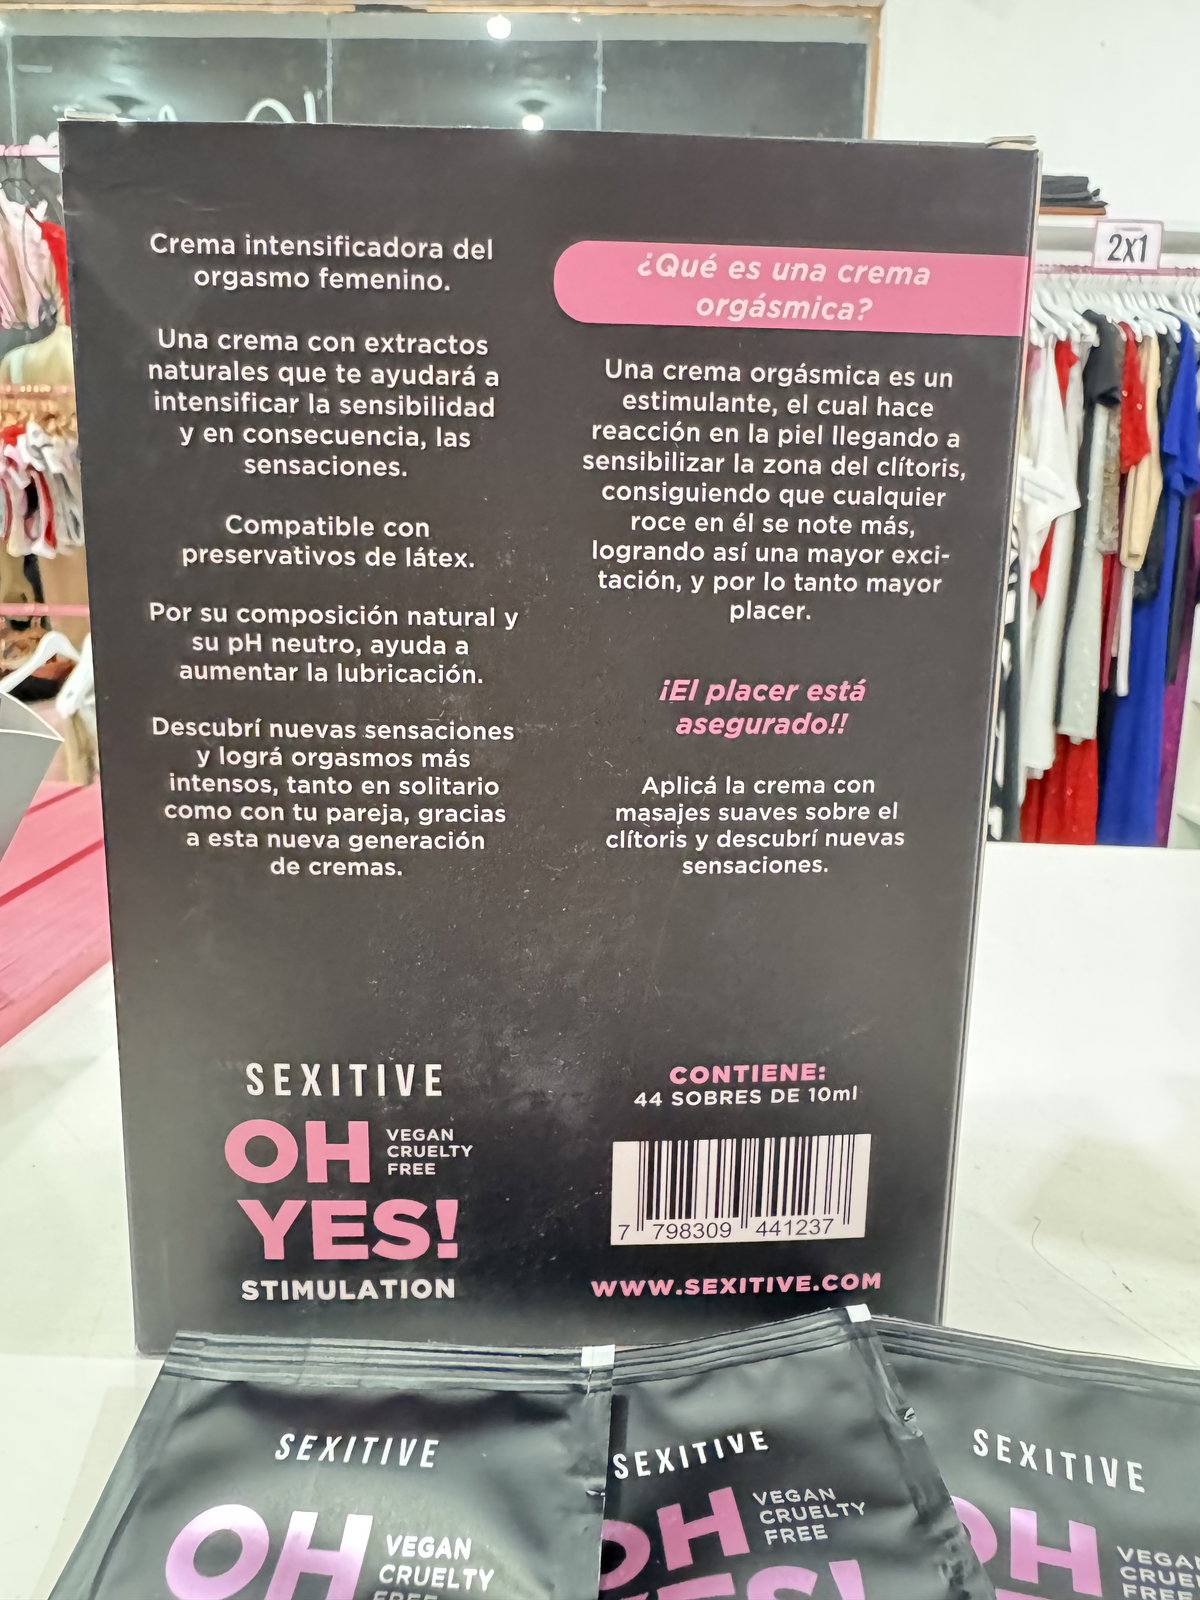 2x1
Crema intensificadora del
orgasmo femenino.
Una crema con extractos
naturales que te ayudará a
intensificar la sensibilidad
y en consecuencia, las
sensaciones.
Compatible con
preservativos de látex.
Por su composición natural y
su pH neutro, ayuda a
aumentar la lubricación.
Descubrí nuevas sensaciones
y lográ orgasmos más
intensos, tanto en solitario
como con tu pareja, gracias
a esta nueva generación
de cremas.
¿Qué es una crema
orgásmica?
Una crema orgásmica es un
estimulante, el cual hace
reacción en la piel llegando a
sensibilizar la zona del clítoris,
consiguiendo que cualquier
roce en él se note más,
logrando así una mayor exci-
tación, y por lo tanto mayor
placer.
¡El placer está
asegurado!!
Aplicá la crema con
masajes suaves sobre el
clítoris y descubrí nuevas
sensaciones.
SEXITIVE
OH
YES!
VEGAN
CRUELTY
FREE
STIMULATION
CONTIENE:
44 SOBRES DE 10ml
7 798309 441237
WWW.SEXITIVE.COM
SEXITIVE
OH
VEGAN
CRUELTY
FREE
SEXITIVE
OH
YES!
VEGAN
CRUELTY
FREE
SEXITIVE
OH
VEGAN
CRUELTY
FREE